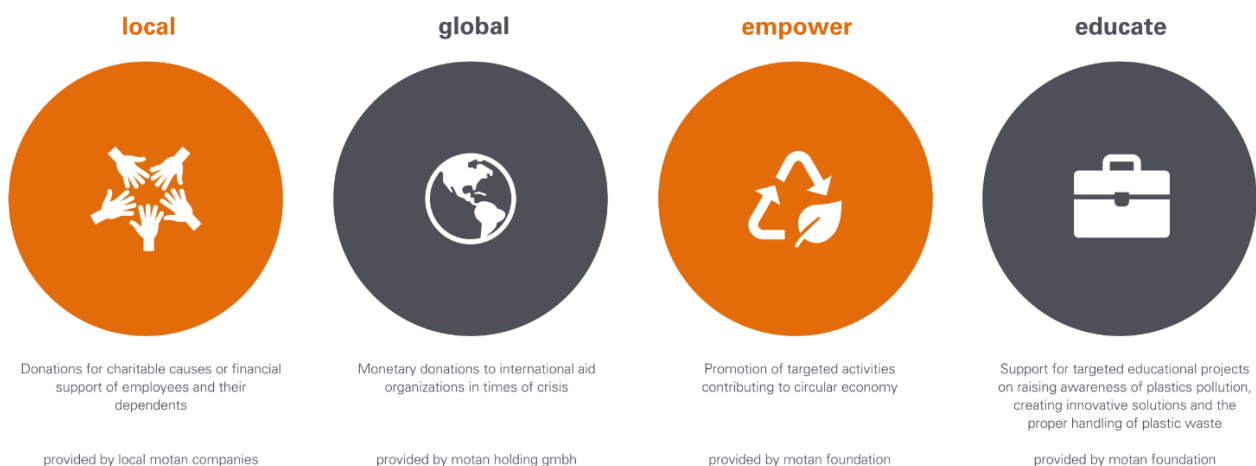 local
Donations for charitable causes or financial
support of employees and their
dependents
provided by local motan companies
global
Monetary donations to international aid
organizations in times of crisis
provided by motan holding gmbh
empower
Promotion of targeted activities
contributing to circular economy
provided by motan foundation
educate
Support for targeted educational projects
on raising awareness of plastics pollution,
creating innovative solutions and the
proper handling of plastic waste
provided by motan foundation